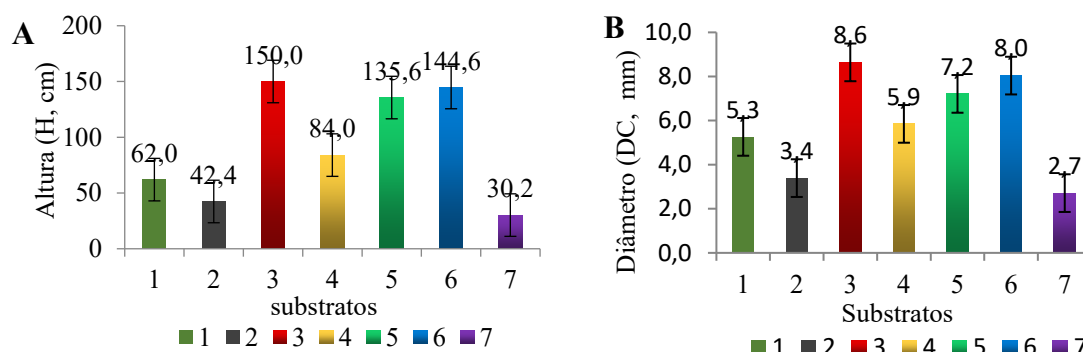 A
Altura (H, cm)
200
150
100
50
0
62,0
42,4
150,0
84,0
135,6
144,6
30,2
1 2 3 4 5 6 7
substratos
1 2 3 4 5 6 7
B
Diâmetro (DC, mm)
10,0
8,0
6,0
4,0
2,0
0,0
5,3
3,4
8,6
5,9
7,2
8,0
2,7
1 2 3 4 5 6 7
Substratos
1 2 3 4 5 6 7